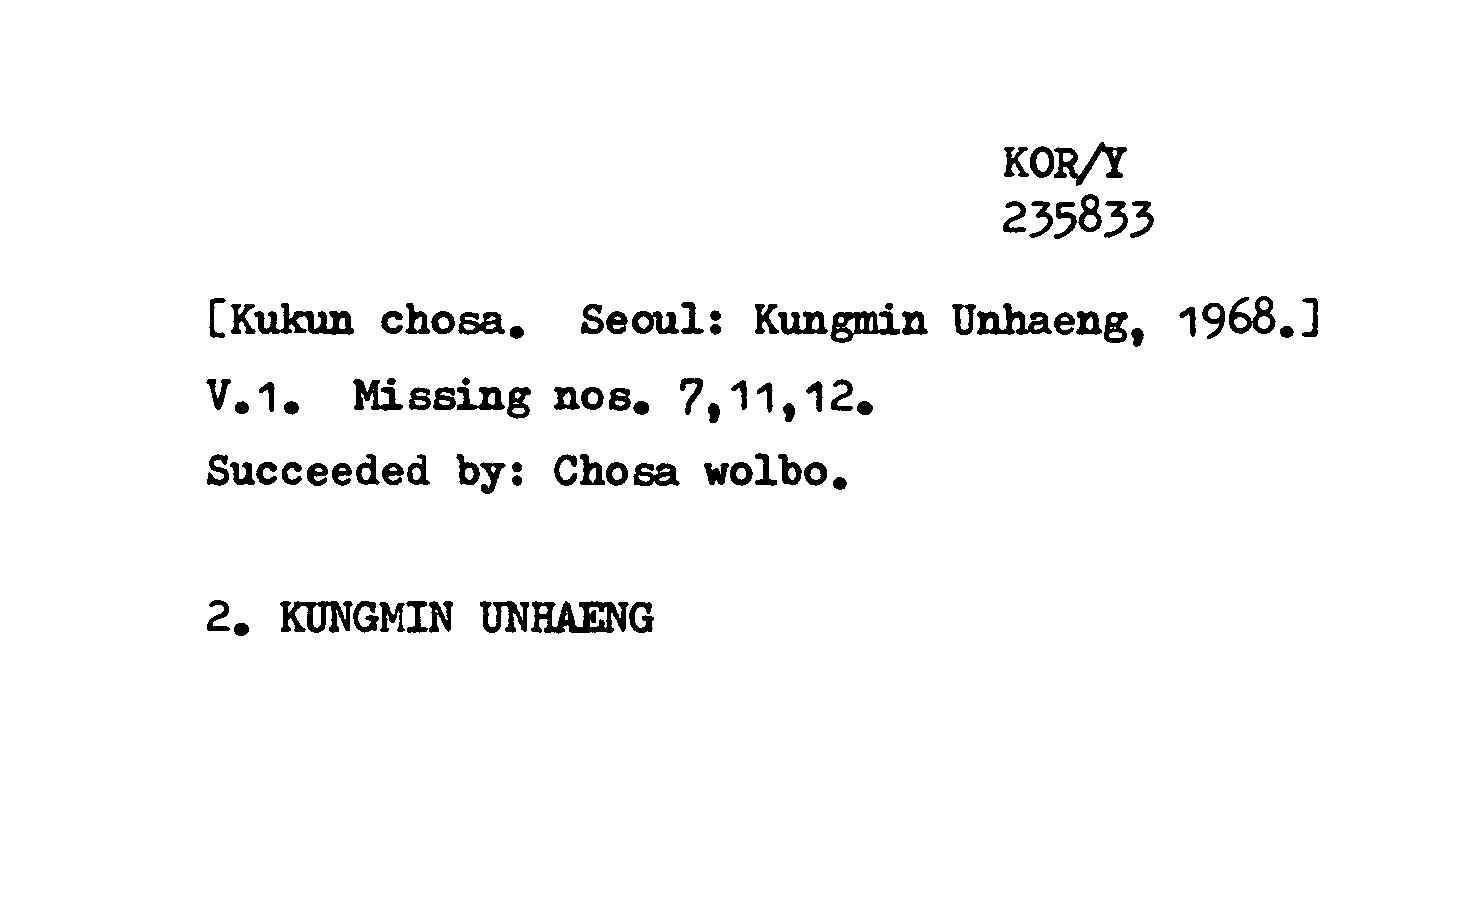 KOR/Y
235833
[Kukun chosa. Seoul: Kungmin Unhaeng, 1968.]
V.1. Missing nos. 7,11,12.
Succeeded by: Chosa wolbo.
2. KUNGMIN UNHAENG